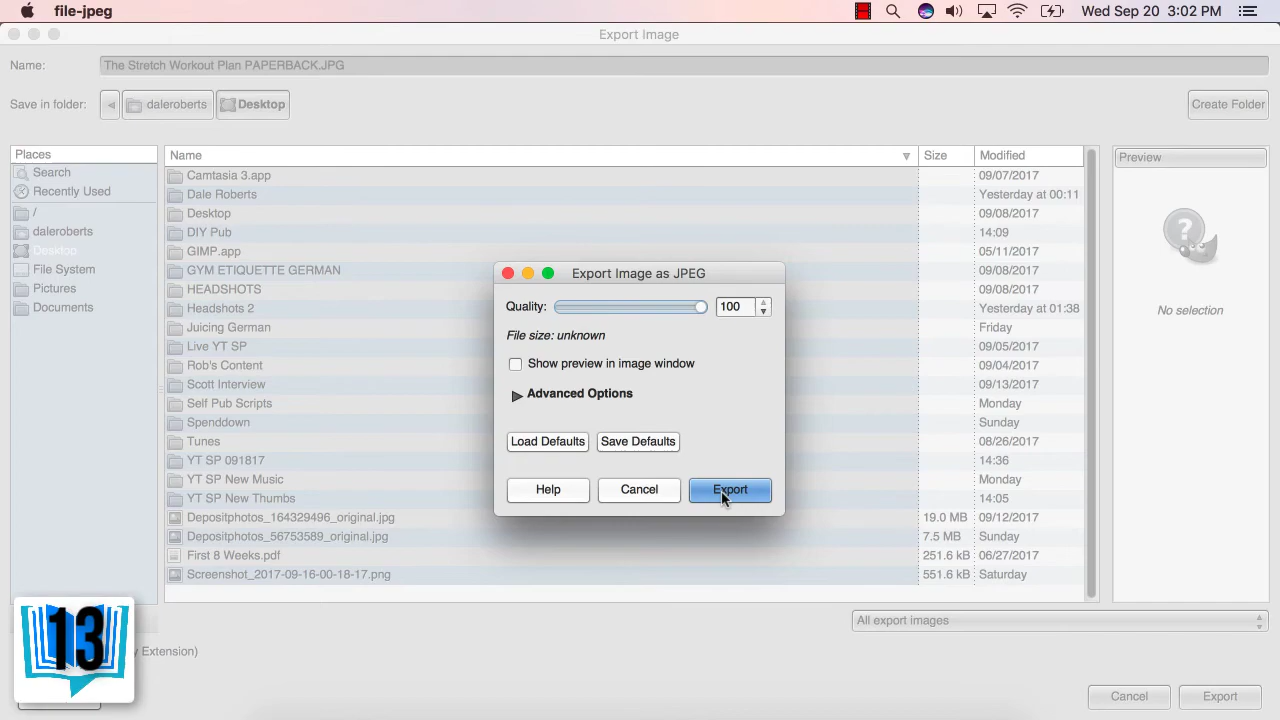 file-jpeg
Wed Sep 20 3:02 PM
Export Image
Name:
The Stretch Workout Plan PAPERBACK.JPG
Save in folder:
daleroberts
Desktop
Create Folder
Places
Search
Recently Used
/
daleroberts
Desktop
File System
Pictures
Documents
Name Size Modified
Camtasia 3.app 09/07/2017
Dale Roberts Yesterday at 00:11
Desktop 09/08/2017
DIY Pub 14:09
GIMP.app 05/11/2017
GYM ETIQUETTE GERMAN 09/08/2017
HEADSHOTS 09/08/2017
Headshots 2 Yesterday at 01:38
Juicing German Friday
Live YT SP 09/05/2017
Rob's Content 09/04/2017
Scott Interview 09/13/2017
Self Pub Scripts Monday
Spenddown Sunday
Tunes 08/26/2017
YT SP 091817 14:36
YT SP New Music 09/05/2017
YT SP New Thumbs 14:05
Depositphotos_164329496_original.jpg 19.0 MB 09/12/2017
Depositphotos_56753589_original.jpg 7.5 MB Sunday
First 8 Weeks.pdf 251.6 kB 06/27/2017
Screenshot_2017-09-16-00-18-17.png 551.6 kB Saturday
Preview
No selection
Export Image as JPEG
Quality: 100
File size: unknown
Show preview in image window
Advanced Options
Load Defaults
Save Defaults
Help
Cancel
Export
All export images
13
Extension)
Cancel
Export